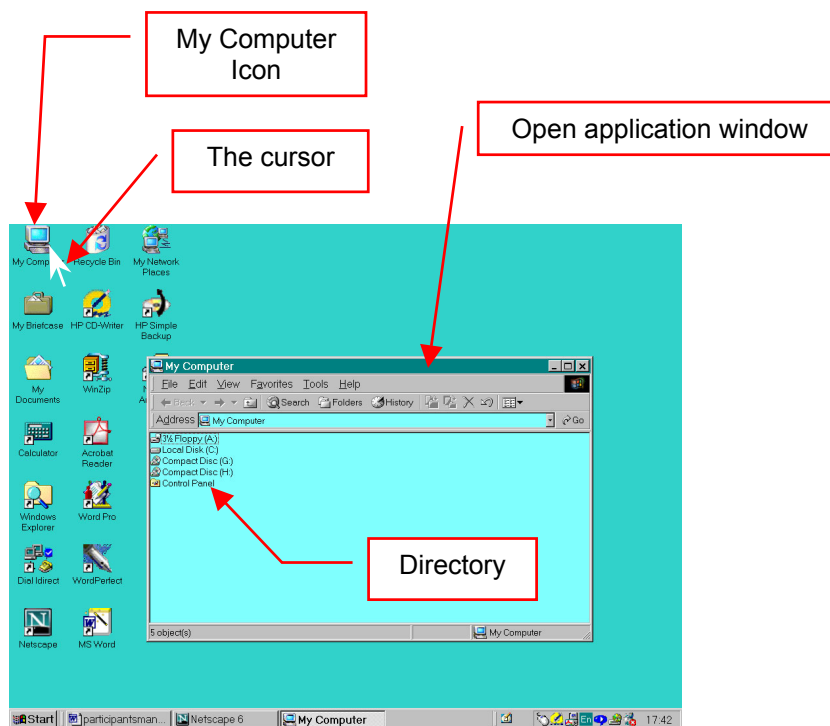 My Computer
Icon
Open application window
The cursor
My Recycle Bin My Network
Places
My Briefcase HP CD-Writer HP Simple
Backup
My
Documents
WinZip
Calculator Acrobat
Reader
Windows
Explorer
Word Pro
Dial Idirect WordPerfect
Netscape MS Word
My Computer
File Edit View Favorites Tools Help
Back Search Folders History
Address My Computer Go
3½ Floppy (A:)
Local Disk (C:)
Compact Disc (G:)
Compact Disc (H:)
Control Panel
Directory
5 object(s) My Computer
Start participantsman... Netscape 6 My Computer En 17:42